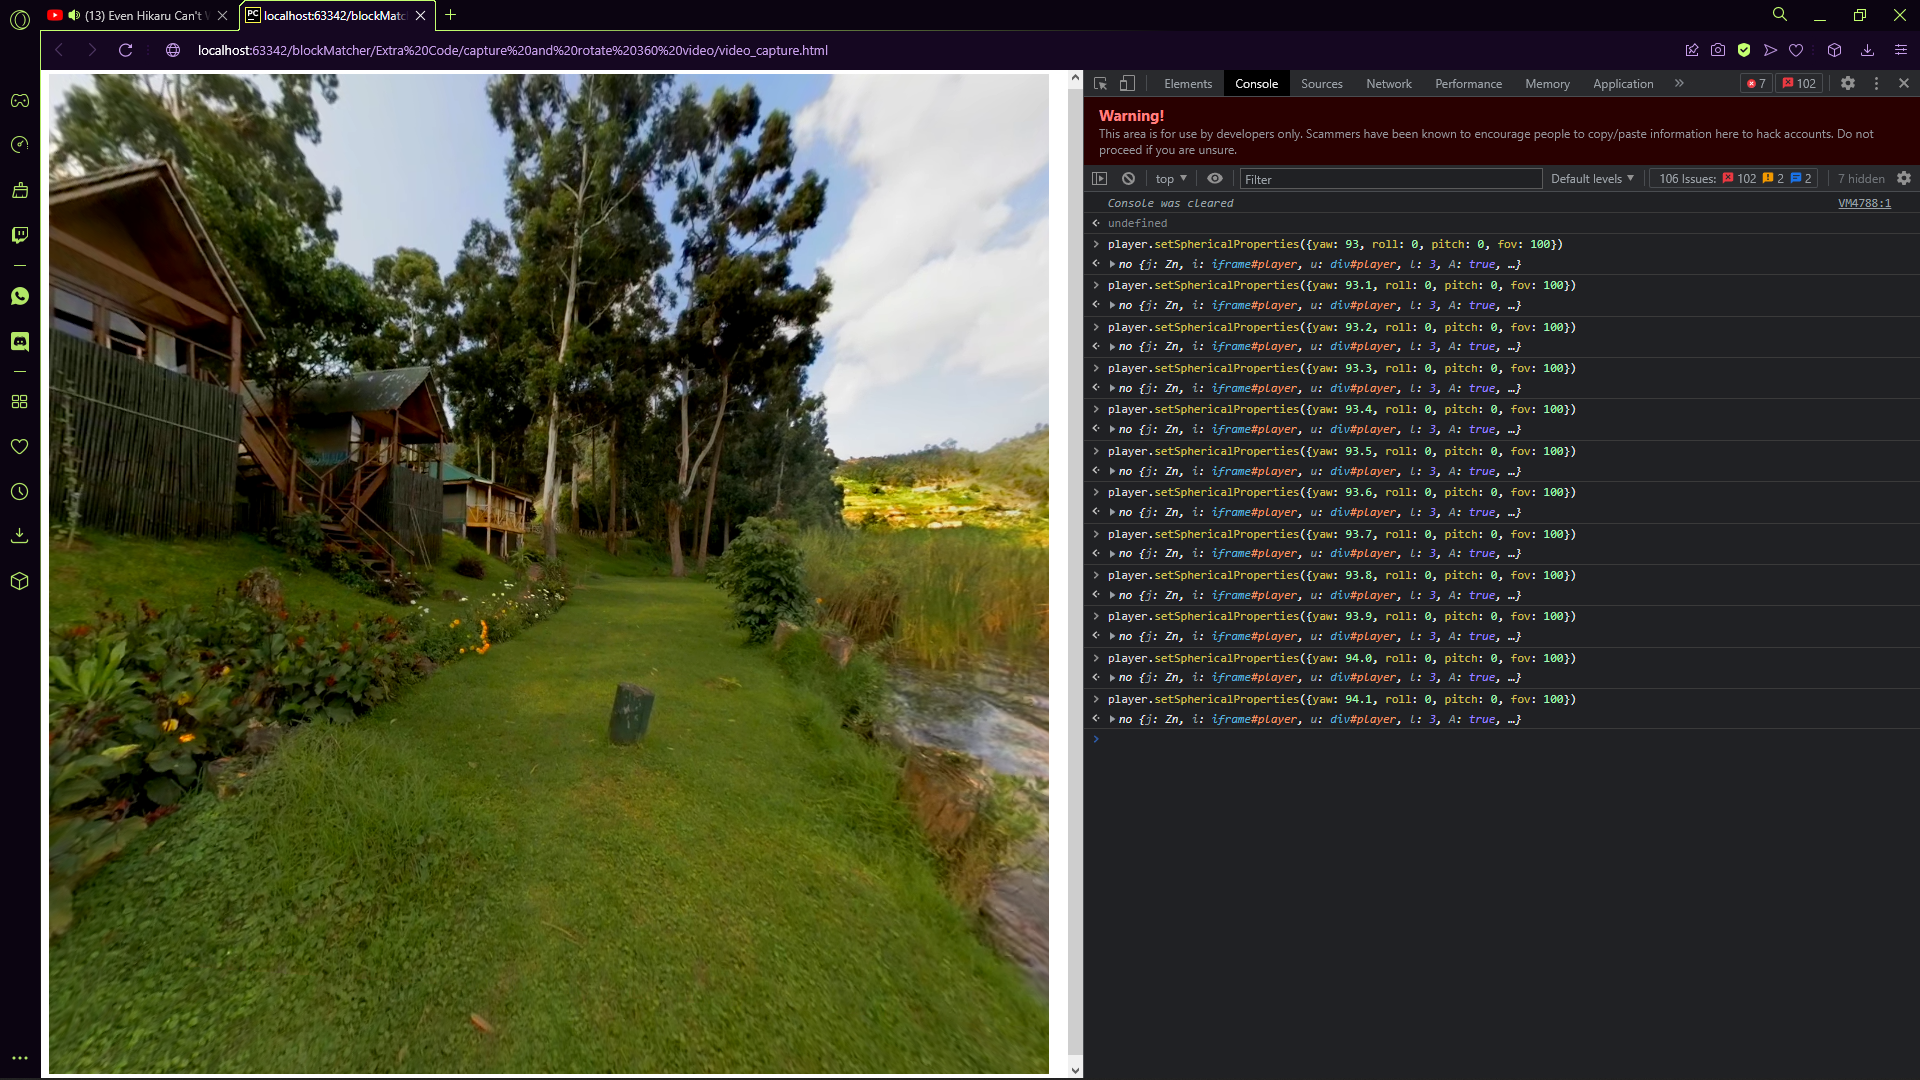 (13) Even Hikaru Can't
localhost:63342/blockMatc
localhost:63342/blockMatcher/Extra%20Code/capture%20and%20rotate%20360%20video/video_capture.html
Elements Console Sources Network Performance Memory Application » 7 102
Warning!
This area is for use by developers only. Scammers have been known to encourage people to copy/paste information here to hack accounts. Do not
proceed if you are unsure.
top Filter Default levels 106 Issues: 102 2 2 7 hidden
Console was cleared VM4788:1
undefined
player.setSphericalProperties({yaw: 93, roll: 0, pitch: 0, fov: 100})
no {j: Zn, i: iframe#player, u: div#player, l: 3, A: true, …}
player.setSphericalProperties({yaw: 93.1, roll: 0, pitch: 0, fov: 100})
no {j: Zn, i: iframe#player, u: div#player, l: 3, A: true, …}
player.setSphericalProperties({yaw: 93.2, roll: 0, pitch: 0, fov: 100})
no {j: Zn, i: iframe#player, u: div#player, l: 3, A: true, …}
player.setSphericalProperties({yaw: 93.3, roll: 0, pitch: 0, fov: 100})
no {j: Zn, i: iframe#player, u: div#player, l: 3, A: true, …}
player.setSphericalProperties({yaw: 93.4, roll: 0, pitch: 0, fov: 100})
no {j: Zn, i: iframe#player, u: div#player, l: 3, A: true, …}
player.setSphericalProperties({yaw: 93.5, roll: 0, pitch: 0, fov: 100})
no {j: Zn, i: iframe#player, u: div#player, l: 3, A: true, …}
player.setSphericalProperties({yaw: 93.6, roll: 0, pitch: 0, fov: 100})
no {j: Zn, i: iframe#player, u: div#player, l: 3, A: true, …}
player.setSphericalProperties({yaw: 93.7, roll: 0, pitch: 0, fov: 100})
no {j: Zn, i: iframe#player, u: div#player, l: 3, A: true, …}
player.setSphericalProperties({yaw: 93.8, roll: 0, pitch: 0, fov: 100})
no {j: Zn, i: iframe#player, u: div#player, l: 3, A: true, …}
player.setSphericalProperties({yaw: 93.9, roll: 0, pitch: 0, fov: 100})
no {j: Zn, i: iframe#player, u: div#player, l: 3, A: true, …}
player.setSphericalProperties({yaw: 94.0, roll: 0, pitch: 0, fov: 100})
no {j: Zn, i: iframe#player, u: div#player, l: 3, A: true, …}
player.setSphericalProperties({yaw: 94.1, roll: 0, pitch: 0, fov: 100})
no {j: Zn, i: iframe#player, u: div#player, l: 3, A: true, …}